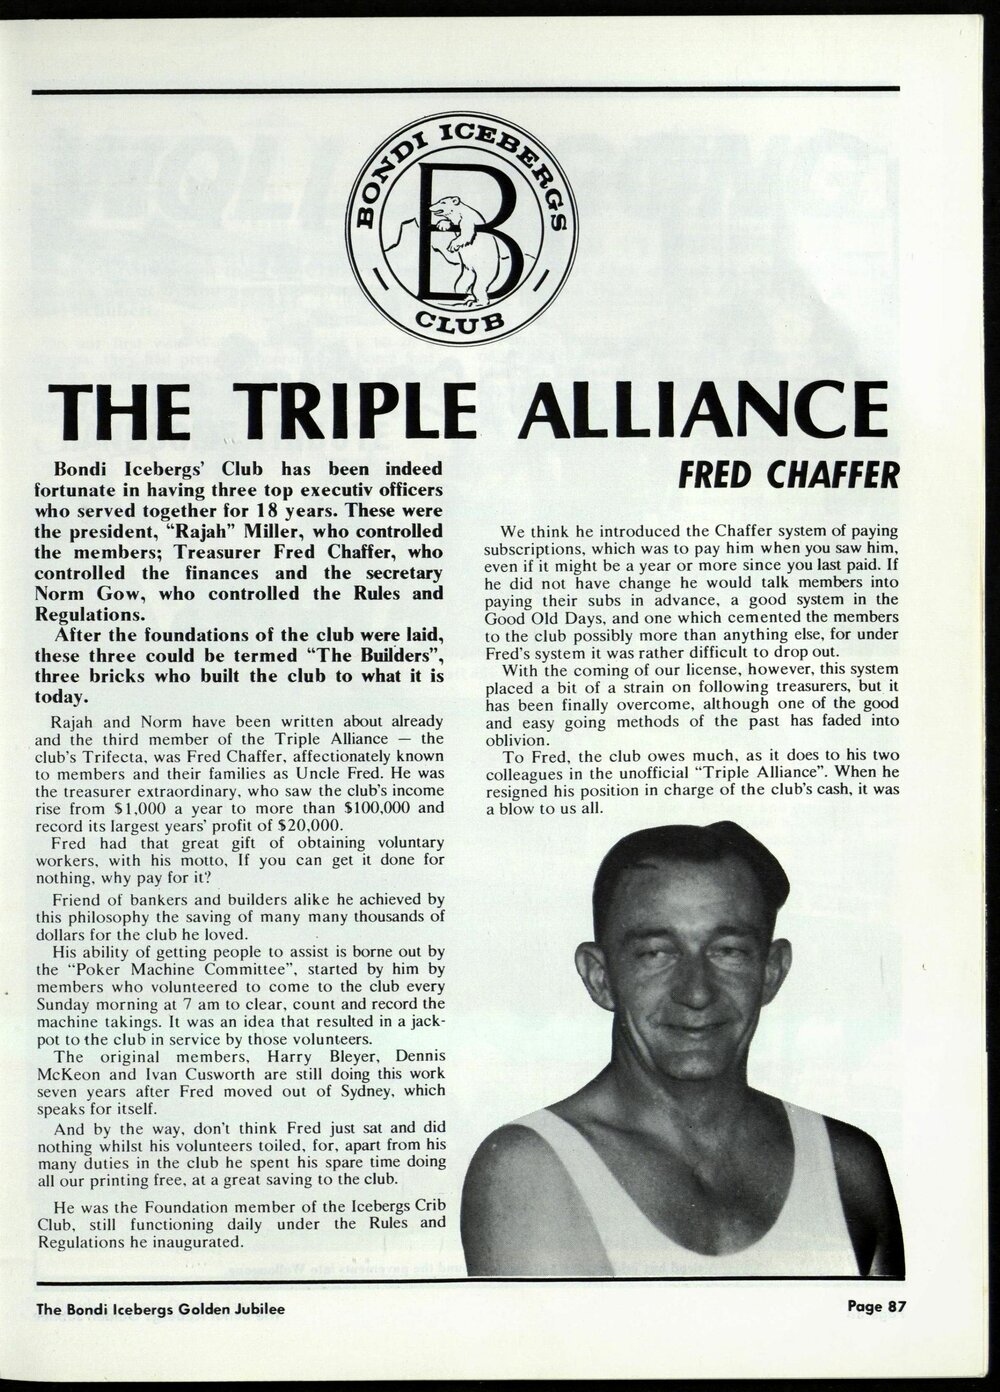 BONDI ICEBERGS
B
CLUB
THE TRIPLE ALLIANCE
Bondi Icebergs' Club has been indeed
fortunate in having three top executiv officers
who served together for 18 years. These were
the president, "Rajah" Miller, who controlled
the members; Treasurer Fred Chaffer, who
controlled the finances and the secretary
Norm Gow, who controlled the Rules and
Regulations.
After the foundations of the club were laid,
these three could be termed "The Builders",
three bricks who built the club to what it is
today.
Rajah and Norm have been written about already
and the third member of the Triple Alliance — the
club's Trifecta, was Fred Chaffer, affectionately known
to members and their families as Uncle Fred. He was
the treasurer extraordinary, who saw the club's income
rise from $1,000 a year to more than $100,000 and
record its largest years' profit of $20,000.
Fred had that great gift of obtaining voluntary
workers, with his motto, If you can get it done for
nothing, why pay for it?
Friend of bankers and builders alike he achieved by
this philosophy the saving of many many thousands of
dollars for the club he loved.
His ability of getting people to assist is borne out by
the "Poker Machine Committee", started by him by
members who volunteered to come to the club every
Sunday morning at 7 am to clear, count and record the
machine takings. It was an idea that resulted in a jack-
pot to the club in service by those volunteers.
The original members, Harry Bleyer, Dennis
McKeon and Ivan Cusworth are still doing this work
seven years after Fred moved out of Sydney, which
speaks for itself.
And by the way, don't think Fred just sat and did
nothing whilst his volunteers toiled, for, apart from his
many duties in the club he spent his spare time doing
all our printing free, at a great saving to the club.
He was the Foundation member of the Icebergs Crib
Club, still functioning daily under the Rules and
Regulations he inaugurated.
FRED CHAFFER
We think he introduced the Chaffer system of paying
subscriptions, which was to pay him when you saw him,
even if it might be a year or more since you last paid. If
he did not have change he would talk members into
paying their subs in advance, a good system in the
Good Old Days, and one which cemented the members
to the club possibly more than anything else, for under
Fred's system it was rather difficult to drop out.
With the coming of our license, however, this system
placed a bit of a strain on following treasurers, but it
has been finally overcome, although one of the good
and easy going methods of the past has faded into
oblivion.
To Fred, the club owes much, as it does to his two
colleagues in the unofficial "Triple Alliance". When he
resigned his position in charge of the club's cash, it was
a blow to us all.
The Bondi Icebergs Golden Jubilee
Page 87